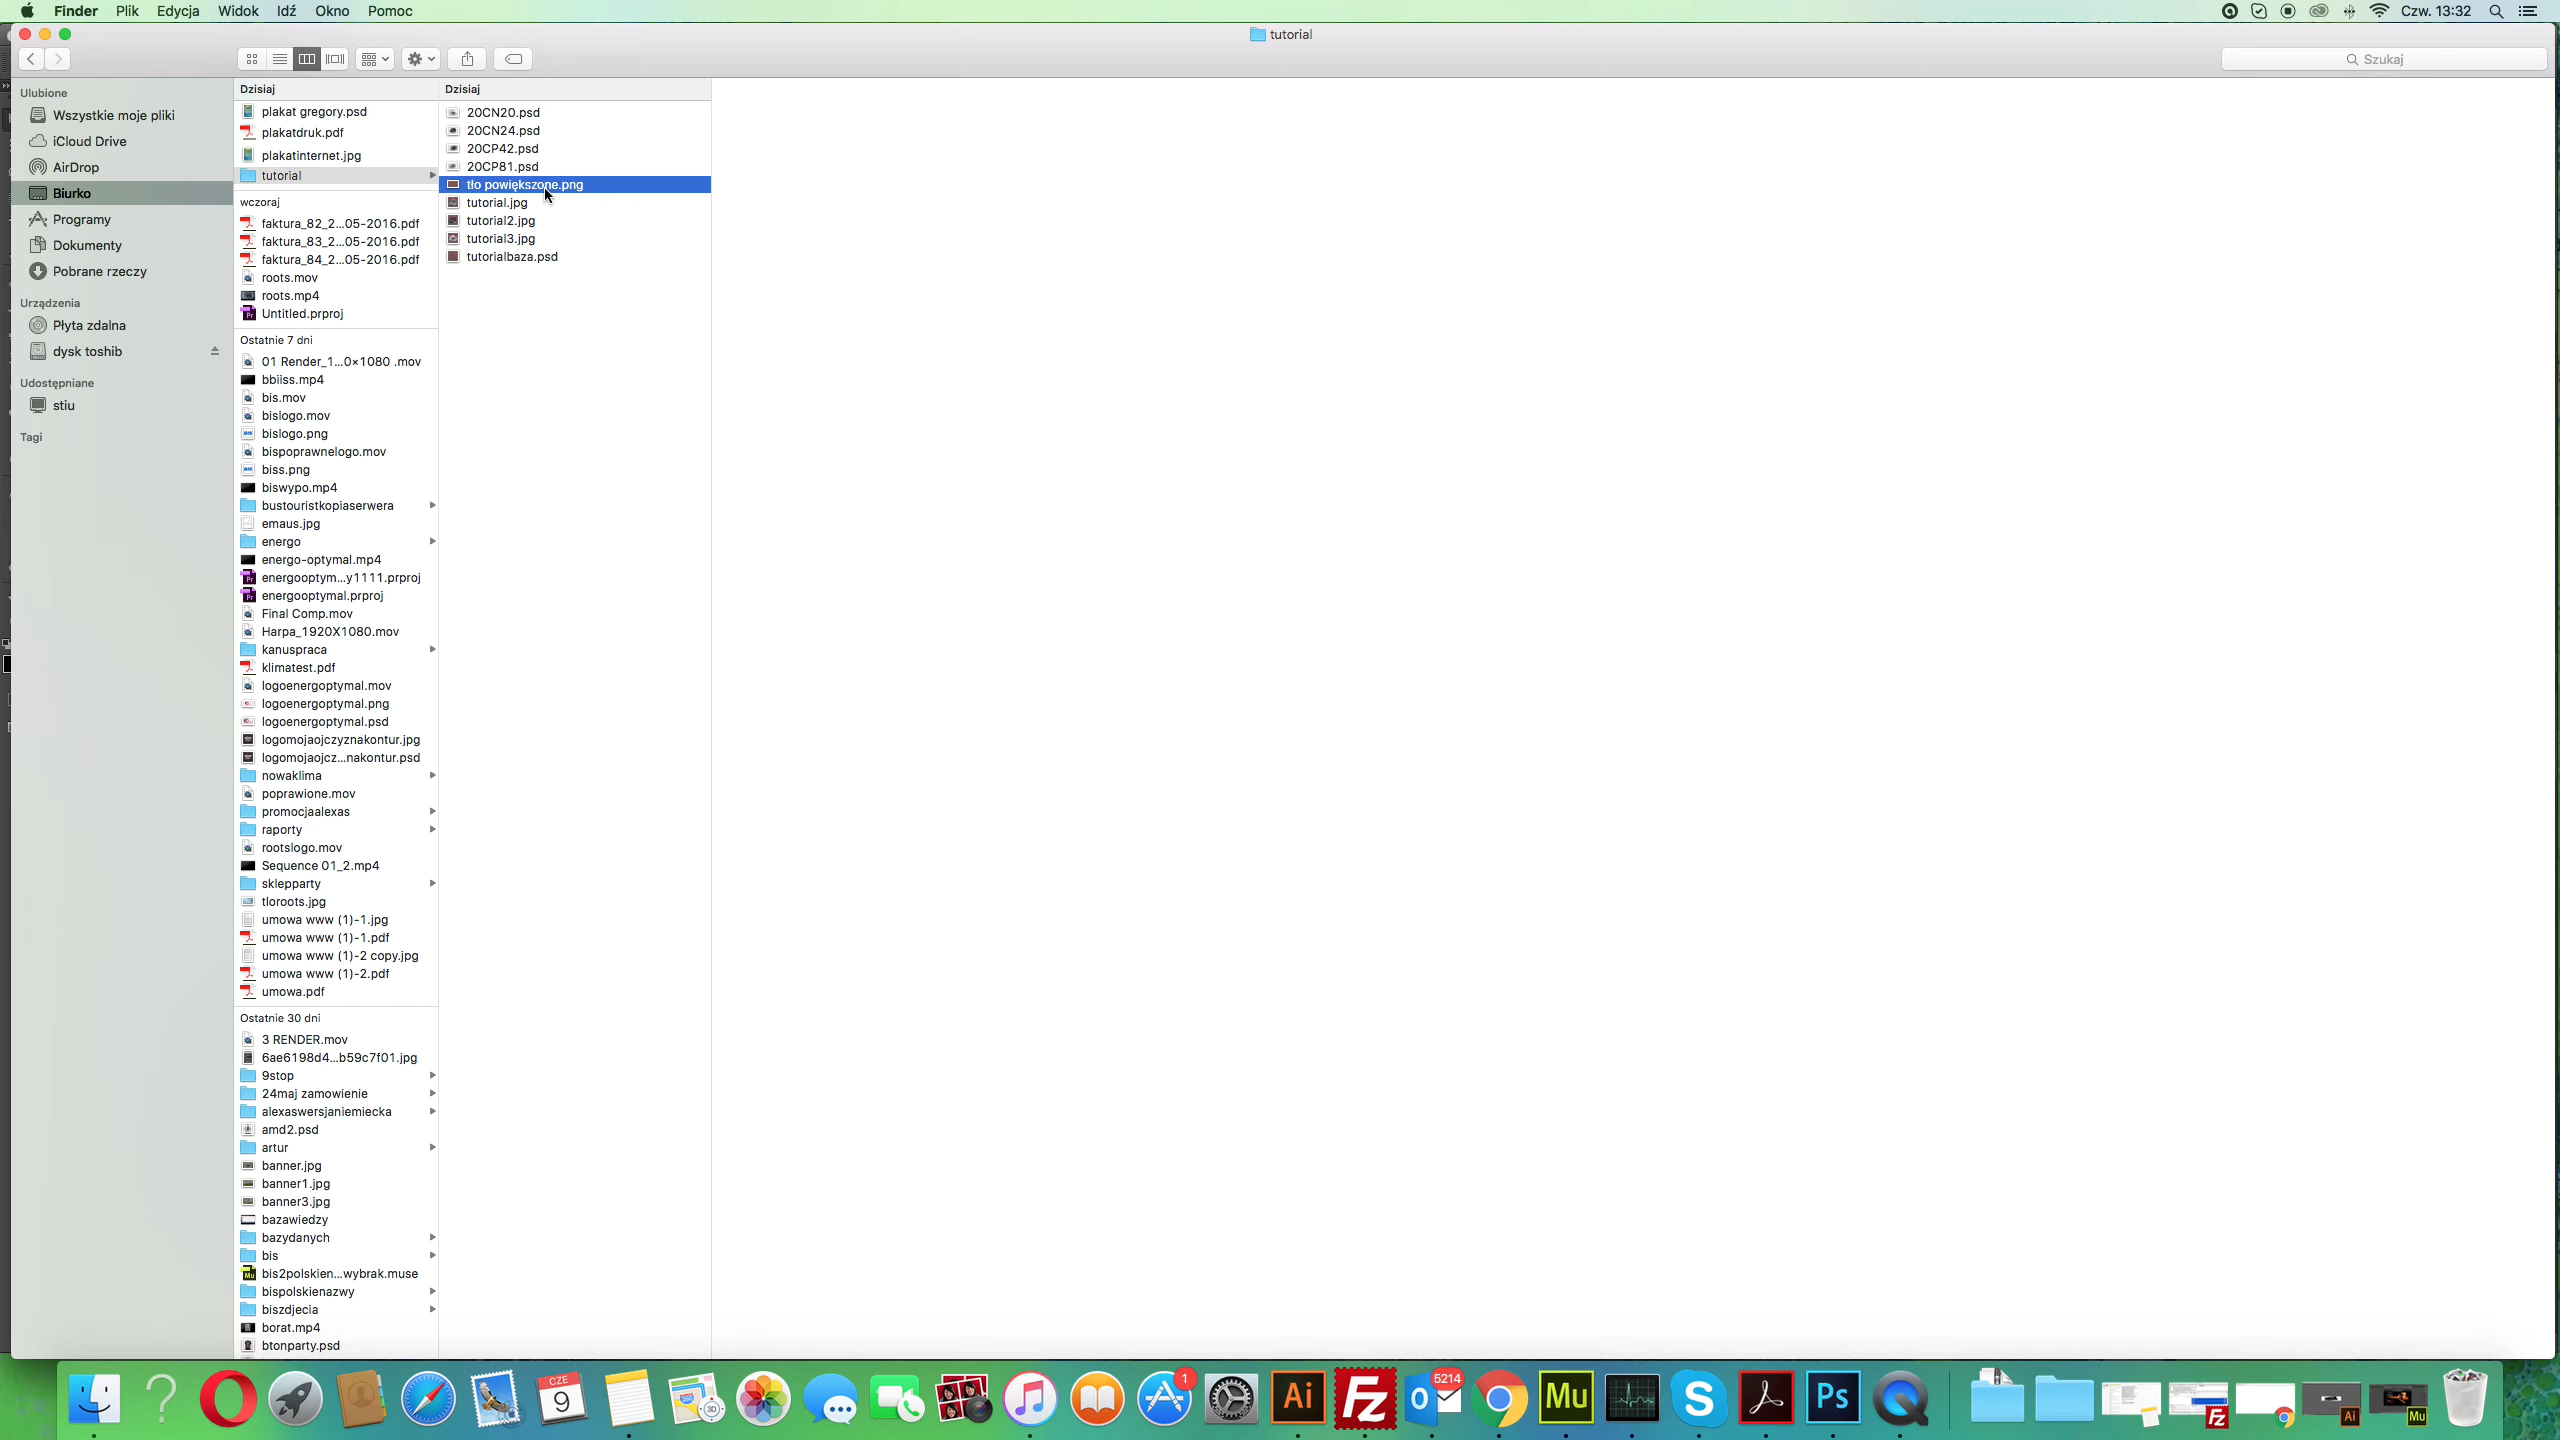 Finder Plik Edycja Widok Idź Okno Pomoc
Czw. 13:32
tutorial
Szukaj
Ulubione
Wszystkie moje pliki
iCloud Drive
AirDrop
Biurko
Programy
Dokumenty
Pobrane rzeczy
Urządzenia
Płyta zdalna
dysk toshib
Udostępniane
stiu
Tagi
Dzisiaj
plakat gregory.psd
plakatdruk.pdf
plakatinternet.jpg
tutorial
wczoraj
faktura_82_2...05-2016.pdf
faktura_83_2...05-2016.pdf
faktura_84_2...05-2016.pdf
roots.mov
roots.mp4
Untitled.prproj
Ostatnie 7 dni
01 Render_1...0×1080 .mov
bbiiss.mp4
bis.mov
bislogo.mov
bislogo.png
bispoprawnelogo.mov
biss.png
biswypo.mp4
bustouristkopiaserwera
emaus.jpg
energo
energo-optymal.mp4
energooptym...y1111.prproj
energooptymal.prproj
Final Comp.mov
Harpa_1920X1080.mov
kanuspraca
klimatest.pdf
logoenergoptymal.mov
logoenergoptymal.png
logoenergoptymal.psd
logomojaojczyznakontur.jpg
logomojaojcz...nakontur.psd
nowaklima
poprawione.mov
promocjaalexas
raporty
rootslogo.mov
Sequence 01_2.mp4
sklepparty
tloroots.jpg
umowa www (1)-1.jpg
umowa www (1)-1.pdf
umowa www (1)-2 copy.jpg
umowa www (1)-2.pdf
umowa.pdf
Ostatnie 30 dni
3 RENDER.mov
6ae6198d4...b59c7f01.jpg
9stop
24maj zamowienie
alexaswersjaniemiecka
amd2.psd
artur
banner.jpg
banner1.jpg
banner3.jpg
bazawiedzy
bazydanych
bis
bis2polskien...wybrak.muse
bispolskienazwy
biszdjecia
borat.mp4
btonparty.psd
Dzisiaj
20CN20.psd
20CN24.psd
20CP42.psd
20CP81.psd
tło powiększone.png
tutorial.jpg
tutorial2.jpg
tutorial3.jpg
tutorialbaza.psd
CZE
9
3D
1
Ai
Fz
5214
Mu
S
Ps
Fz
Ai
Mu